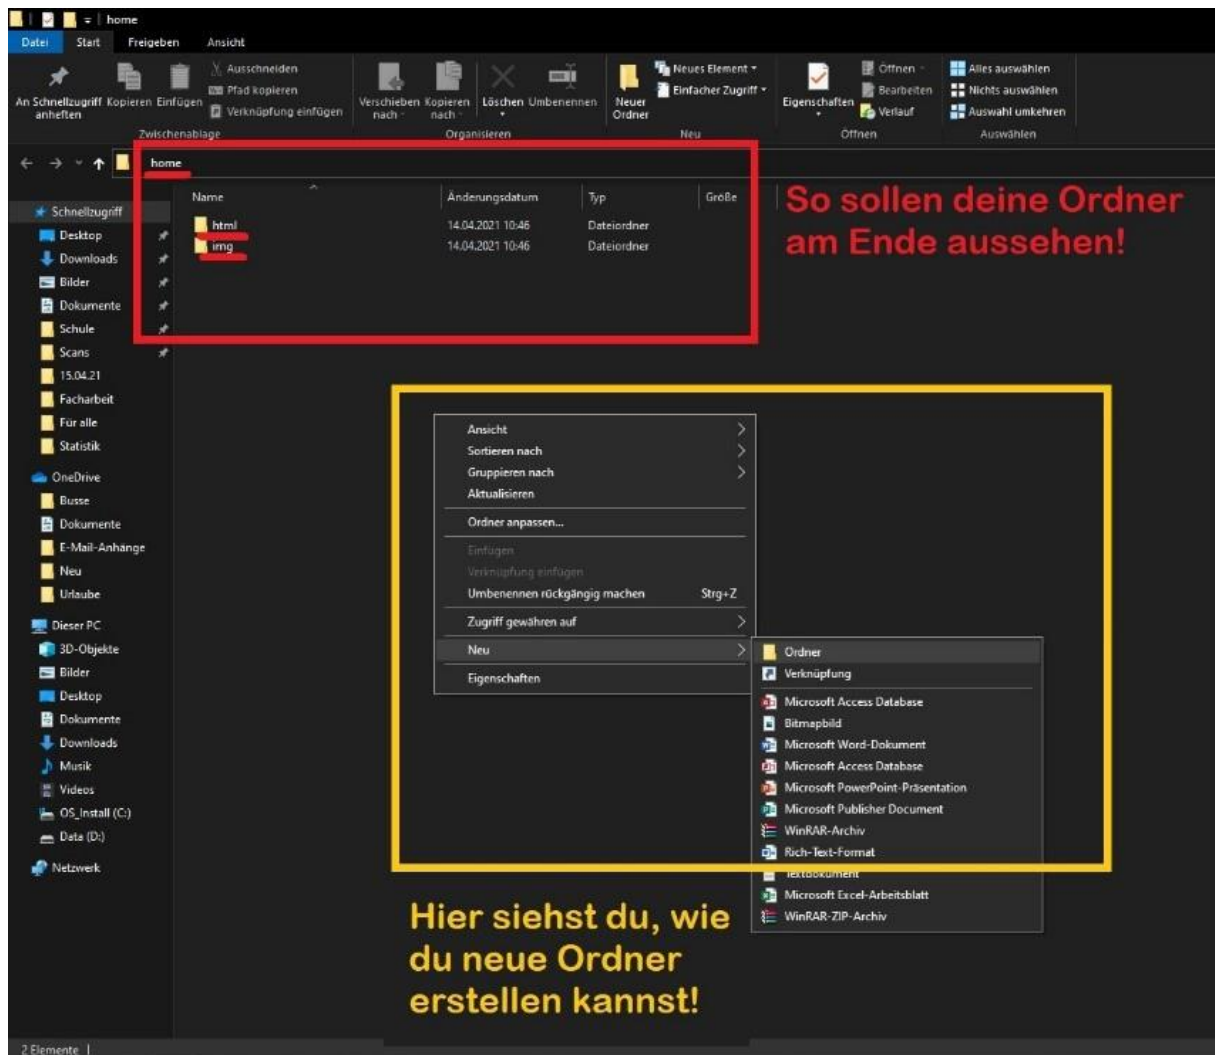 home
Datei Start Freigeben Ansicht
An Schnellzugriff anheften
Kopieren
Einfügen
Ausschneiden
Pfad kopieren
Verknüpfung einfügen
Zwischenablage
Verschieben nach
Kopieren nach
Löschen
Umbenennen
Organisieren
Neuer Ordner
Neues Element
Einfacher Zugriff
Neu
Eigenschaften
Öffnen
Bearbeiten
Verlauf
Öffnen
Alles auswählen
Nichts auswählen
Auswahl umkehren
Auswählen
home
Name Änderungsdatum Typ Größe
html 14.04.2021 10:46 Dateiordner
img 14.04.2021 10:46 Dateiordner
So sollen deine Ordner
am Ende aussehen!
Schnellzugriff
Desktop
Downloads
Bilder
Dokumente
Schule
Scans
15.04.21
Facharbeit
Für alle
Statistik
OneDrive
Busse
Dokumente
E-Mail-Anhänge
Neu
Urlaube
Dieser PC
3D-Objekte
Bilder
Desktop
Dokumente
Downloads
Musik
Videos
OS_Install (C:)
Data (D:)
Netzwerk
Ansicht
Sortieren nach
Gruppieren nach
Aktualisieren
Ordner anpassen...
Einfügen
Verknüpfung einfügen
Umbenennen rückgängig machen Strg+Z
Zugriff gewähren auf
Neu
Eigenschaften
Ordner
Verknüpfung
Microsoft Access Database
Bitmapbild
Microsoft Word-Dokument
Microsoft Access Database
Microsoft PowerPoint-Präsentation
Microsoft Publisher Document
WinRAR-Archiv
Rich-Text-Format
Textdokument
Microsoft Excel-Arbeitsblatt
WinRAR-ZIP-Archiv
Hier siehst du, wie
du neue Ordner
erstellen kannst!
2 Elemente